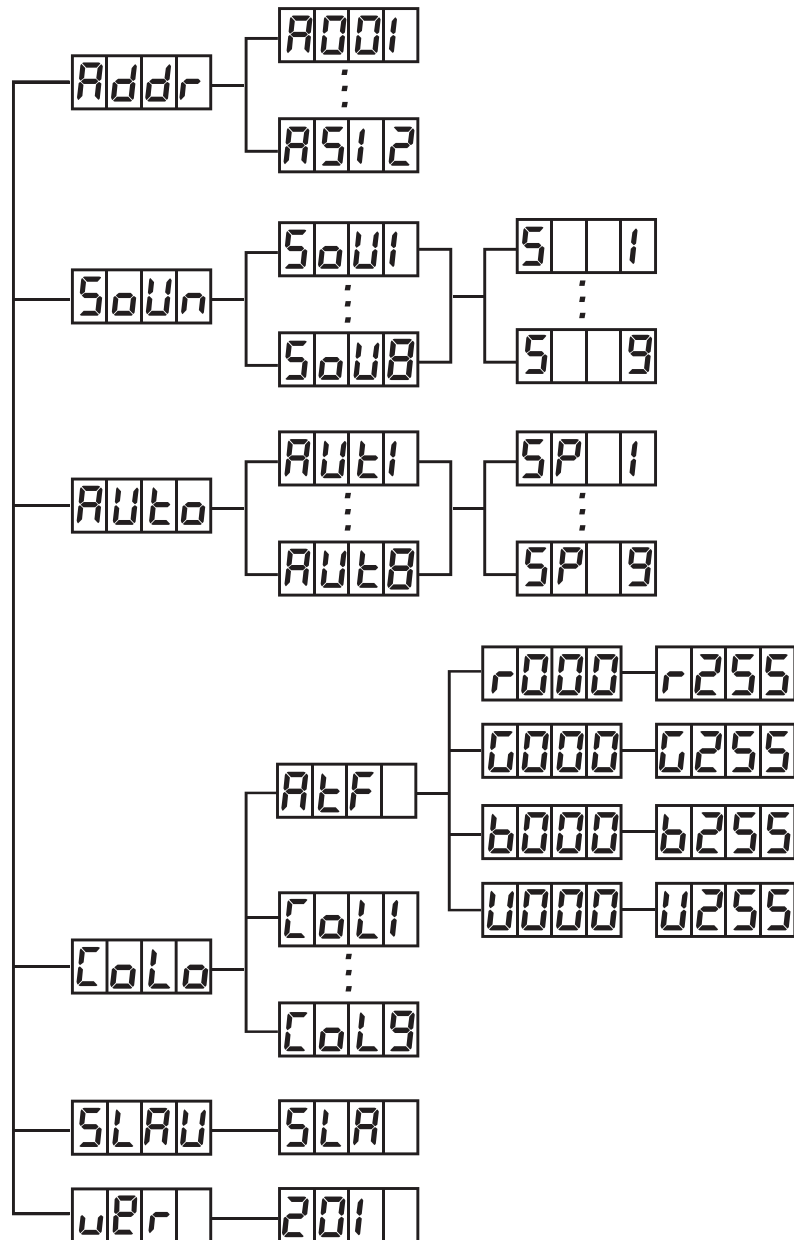 A001
Addr
A512
SoU1 S 1
SoUn
SoU8 S 9
AUt1 SP 1
AUto
AUt8 SP 9
r000 r255
G000 G255
AtF
b000 b255
U000 U255
CoL1
CoLo
CoL9
SLAU SLA
uer 201